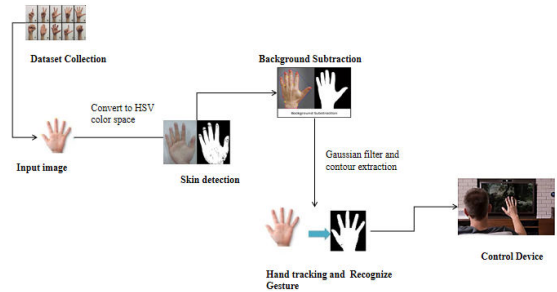 Dataset Collection
Background Subtraction
Convert to HSV
color space
Background Subtraction
Gaussian filter and
contour extraction
Input image
Skin detection
Hand tracking and Recognize
Gesture
Control Device